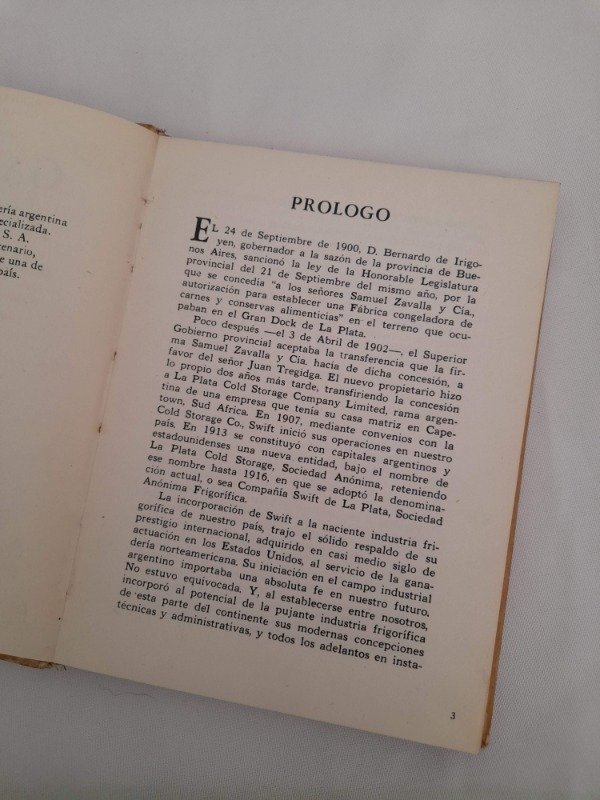 ería argentina
ecializada.
S. A.
enario,
e una de
país.
PROLOGO
EL 24 de Septiembre de 1900, D. Bernardo de Irigo-
yen, gobernador a la sazón de la provincia de Bue-
nos Aires, sancionó la ley de la Honorable Legislatura
provincial del 21 de Septiembre del mismo año, por la
que se concedía "a los señores Samuel Zavalla y Cía.,
autorización para establecer una Fábrica congeladora de
carnes y conservas alimenticias" en el terreno que ocu-
paban en el Gran Dock de La Plata.
Poco después —el 3 de Abril de 1902—, el Superior
Gobierno provincial aceptaba la transferencia que la fir-
ma Samuel Zavalla y Cía. hacía de dicha concesión, a
favor del señor Juan Tregidga. El nuevo propietario hizo
lo propio dos años más tarde, transfiriendo la concesión
a La Plata Cold Storage Company Limited, rama argen-
tina de una empresa que tenía su casa matriz en Cape-
town, Sud Africa. En 1907, mediante convenios con la
Cold Storage Co., Swift inició sus operaciones en nuestro
país. En 1913 se constituyó con capitales argentinos y
estadounidenses una nueva entidad, bajo el nombre de
La Plata Cold Storage, Sociedad Anónima, reteniendo
ese nombre hasta 1916, en que se adoptó la denomina-
ción actual, o sea Compañía Swift de La Plata, Sociedad
Anónima Frigorífica.
La incorporación de Swift a la naciente industria fri-
gorífica de nuestro país, trajo el sólido respaldo de su
prestigio internacional, adquirido en casi medio siglo de
actuación en los Estados Unidos, al servicio de la gana-
dería norteamericana. Su iniciación en el campo industrial
argentino importaba una absoluta fe en nuestro futuro.
No estuvo equivocada. Y, al establecerse entre nosotros,
incorporó al potencial de la pujante industria frigorífica
de esta parte del continente sus modernas concepciones
técnicas y administrativas, y todos los adelantos en insta-
3